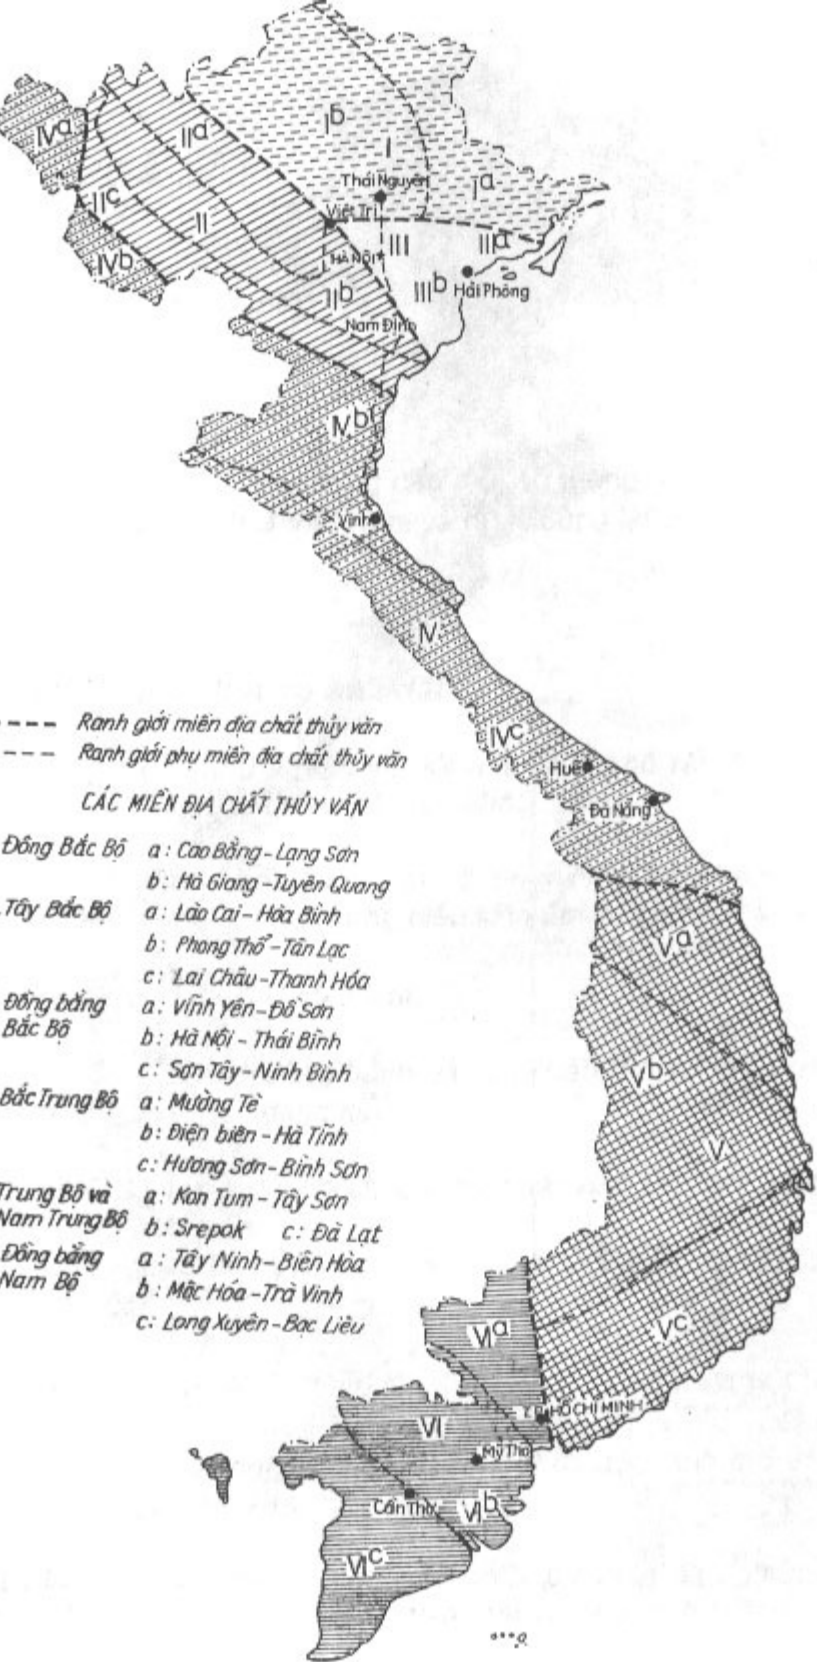 IVa
IIa
Ib
I
Thái Nguyên
Ia
IIc
Việt Trì
II
III
IIIa
IVb
HÀ NỘI
IIb
IIIb
Hải Phòng
Nam Định
IVb
Vinh
IV
IVc
Huế
Đà Nẵng
Ranh giới miền địa chất thủy văn
Ranh giới phụ miền địa chất thủy văn
CÁC MIỀN ĐỊA CHẤT THỦY VĂN
Đông Bắc Bộ a: Cao Bằng - Lạng Sơn
b: Hà Giang - Tuyên Quang
Tây Bắc Bộ a: Lào Cai - Hòa Bình
b: Phong Thổ - Tân Lạc
c: Lai Châu - Thanh Hóa
Đồng bằng a: Vĩnh Yên - Đồ Sơn
Bắc Bộ b: Hà Nội - Thái Bình
c: Sơn Tây - Ninh Bình
Bắc Trung Bộ a: Mường Tè
b: Điện biên - Hà Tĩnh
c: Hương Sơn - Bình Sơn
Trung Bộ và a: Kon Tum - Tây Sơn
Nam Trung Bộ b: Srepok c: Đà Lạt
Đồng bằng a: Tây Ninh - Biên Hòa
Nam Bộ b: Mộc Hóa - Trà Vinh
c: Long Xuyên - Bạc Liêu
Va
Vb
V
Vc
VIa
T.P. HỒ CHÍ MINH
VI
Mỹ Tho
Cần Thơ
VIb
VIc